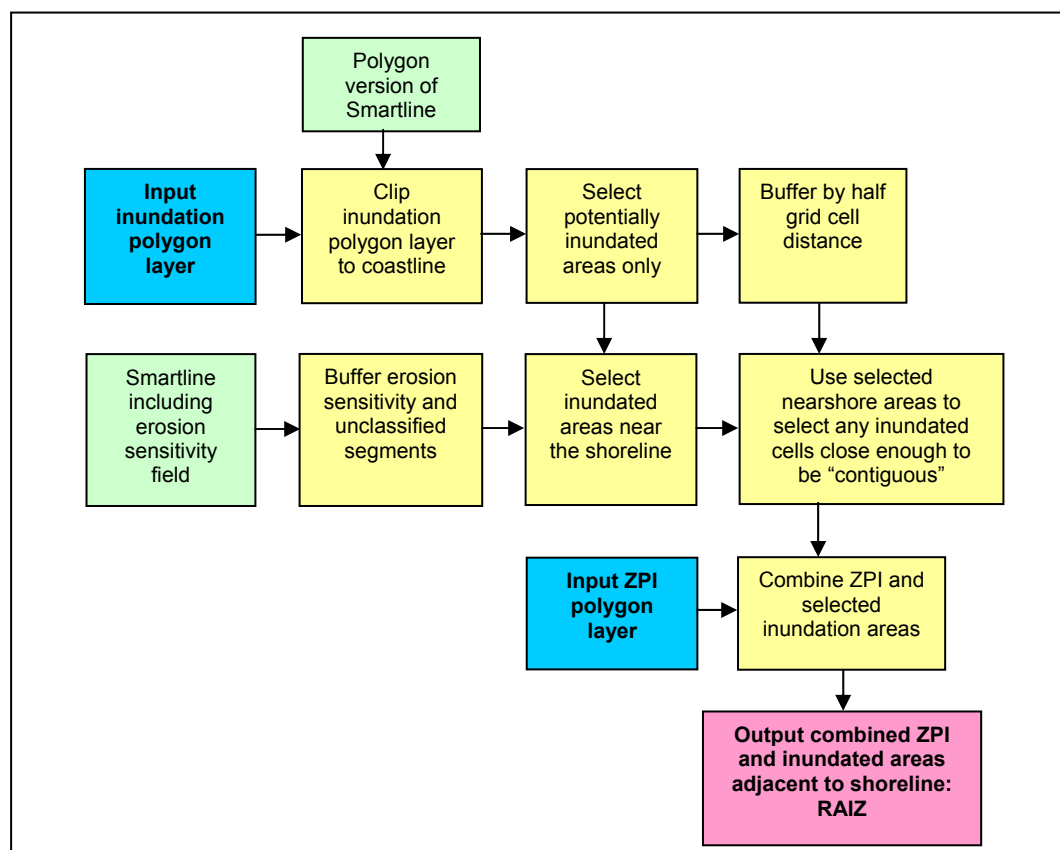 Polygon
version of
Smartline
Input
inundation
polygon
layer
Clip
inundation
polygon layer
to coastline
Select
potentially
inundated
areas only
Buffer by half
grid cell
distance
Smartline
including
erosion
sensitivity
field
Buffer erosion
sensitivity and
unclassified
segments
Select
inundated
areas near
the shoreline
Use selected
nearshore areas to
select any inundated
cells close enough to
be “contiguous”
Input ZPI
polygon
layer
Combine ZPI and
selected
inundation areas
Output combined ZPI
and inundated areas
adjacent to shoreline:
RAIZ